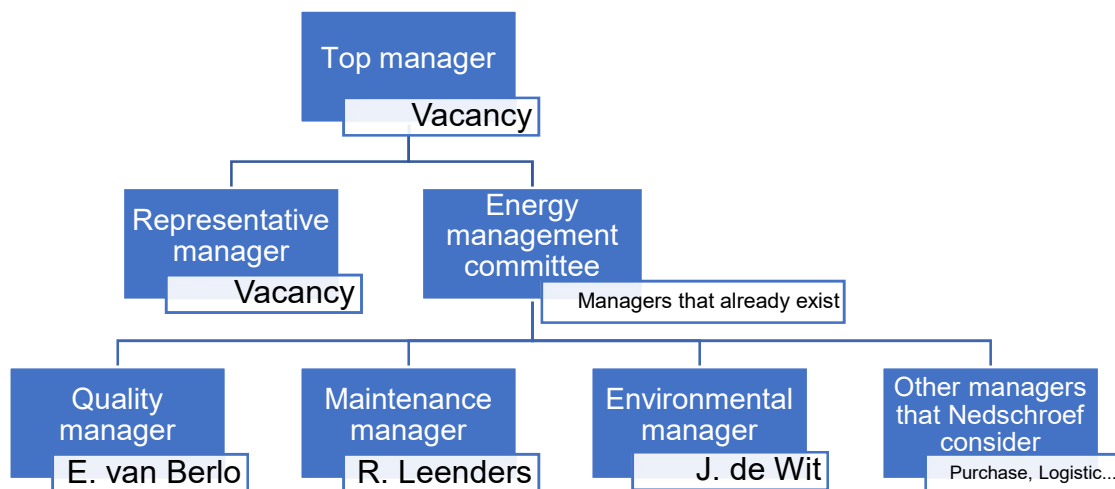 Top manager
Vacancy
Representative
manager
Vacancy
Energy
management
committee
Managers that already exist
Quality
manager
E. van Berlo
Maintenance
manager
R. Leenders
Environmental
manager
J. de Wit
Other managers
that Nedschroef
consider
Purchase, Logistic...